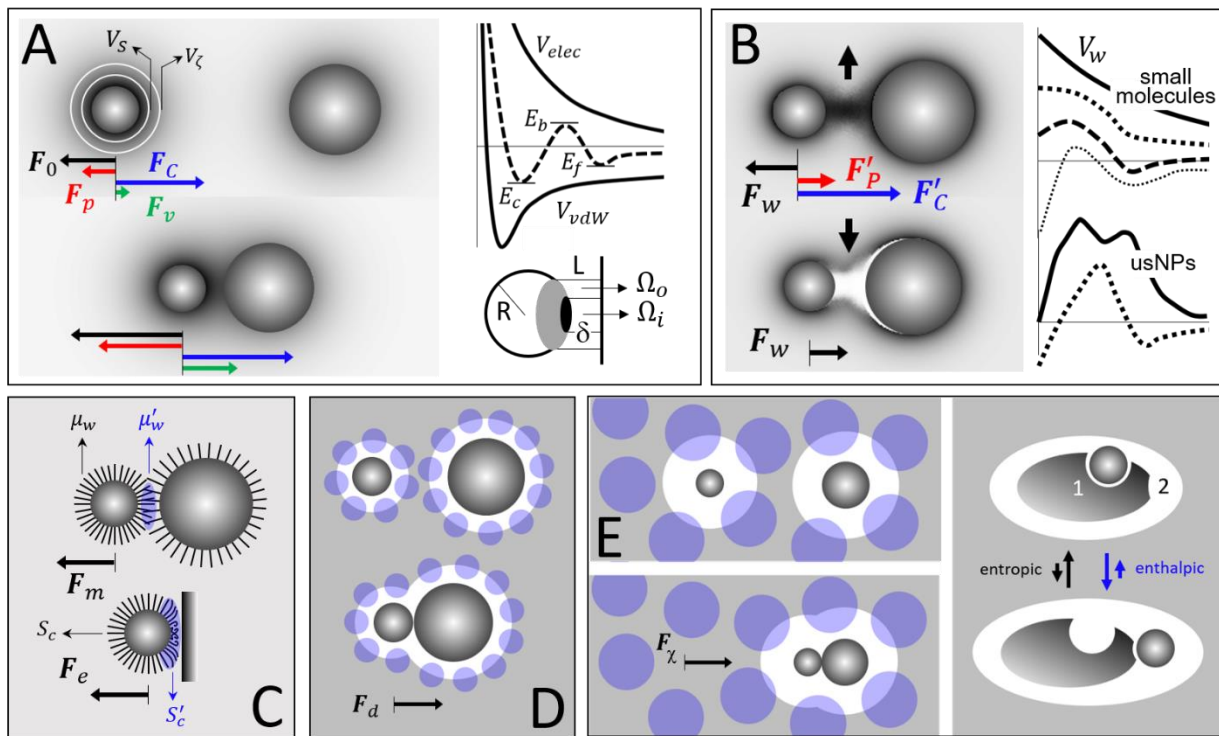 A
V_S
V_ζ
F_0
F_C
F_p
F_v
V_elec
E_b
E_f
E_c
V_vdW
L
Ω_o
R
Ω_i
δ
B
F_w
F'_P
F'_C
F_w
V_w
small
molecules
usNPs
μ_w
μ'_w
F_m
S_c
F_e
S'_c
C
F_d
D
E
F_χ
1
2
entropic
enthalpic